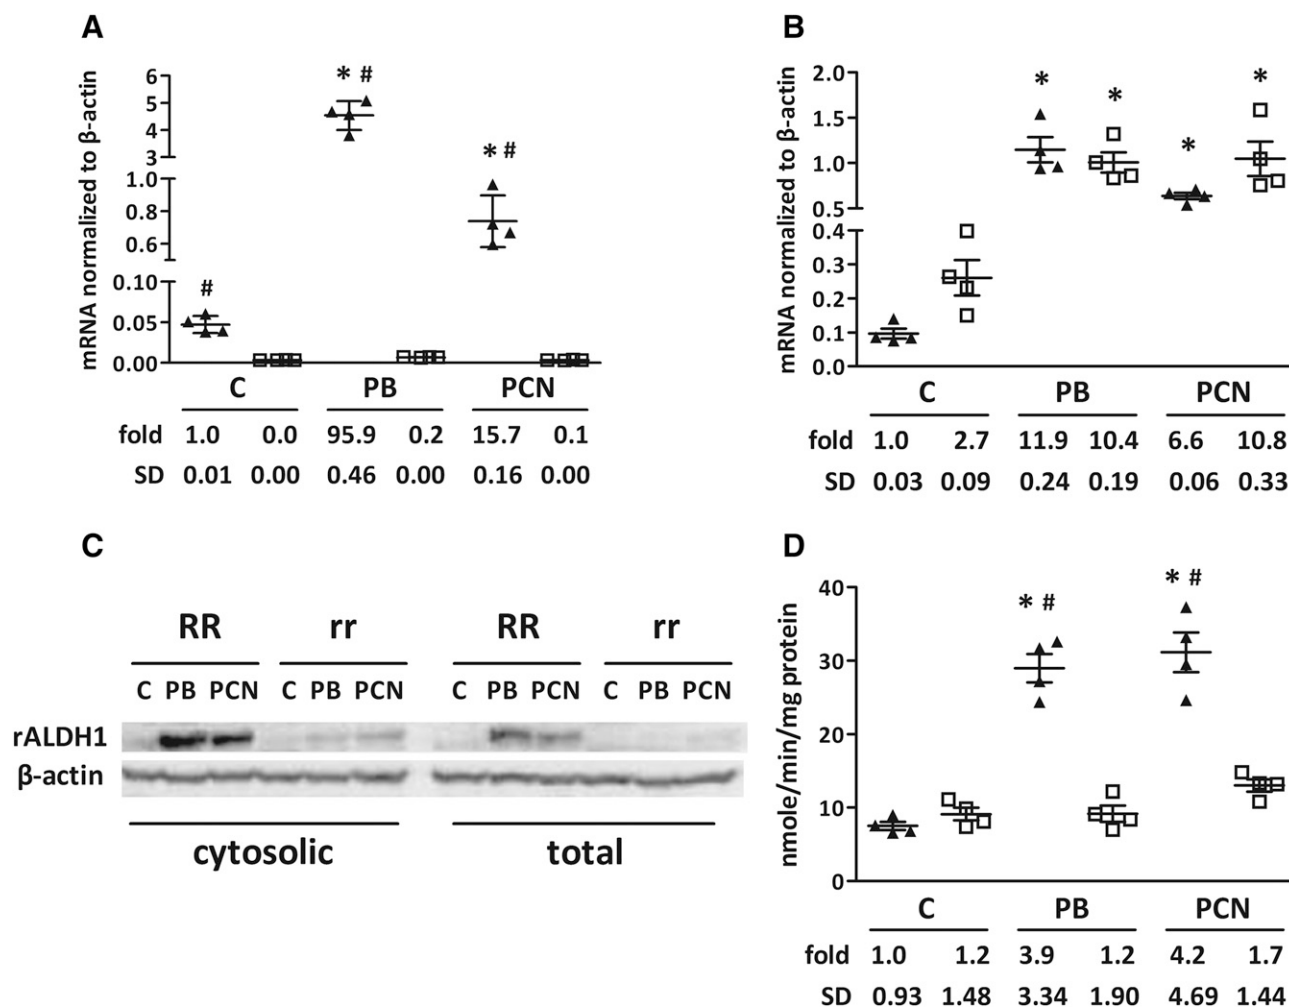 A
mRNA normalized to β-actin
6
5
4
3
1.0
0.8
0.6
0.10
0.05
0.00
* #
* #
#
C PB PCN
fold 1.0 0.0 95.9 0.2 15.7 0.1
SD 0.01 0.00 0.46 0.00 0.16 0.00
B
mRNA normalized to β-actin
2.0
1.5
1.0
0.5
0.4
0.3
0.2
0.1
0.0
* * * *
C PB PCN
fold 1.0 2.7 11.9 10.4 6.6 10.8
SD 0.03 0.09 0.24 0.19 0.06 0.33
C
RR rr RR rr
C PB PCN C PB PCN C PB PCN C PB PCN
rALDH1
β-actin
cytosolic total
D
nmole/min/mg protein
40
30
20
10
0
* # * #
C PB PCN
fold 1.0 1.2 3.9 1.2 4.2 1.7
SD 0.93 1.48 3.34 1.90 4.69 1.44